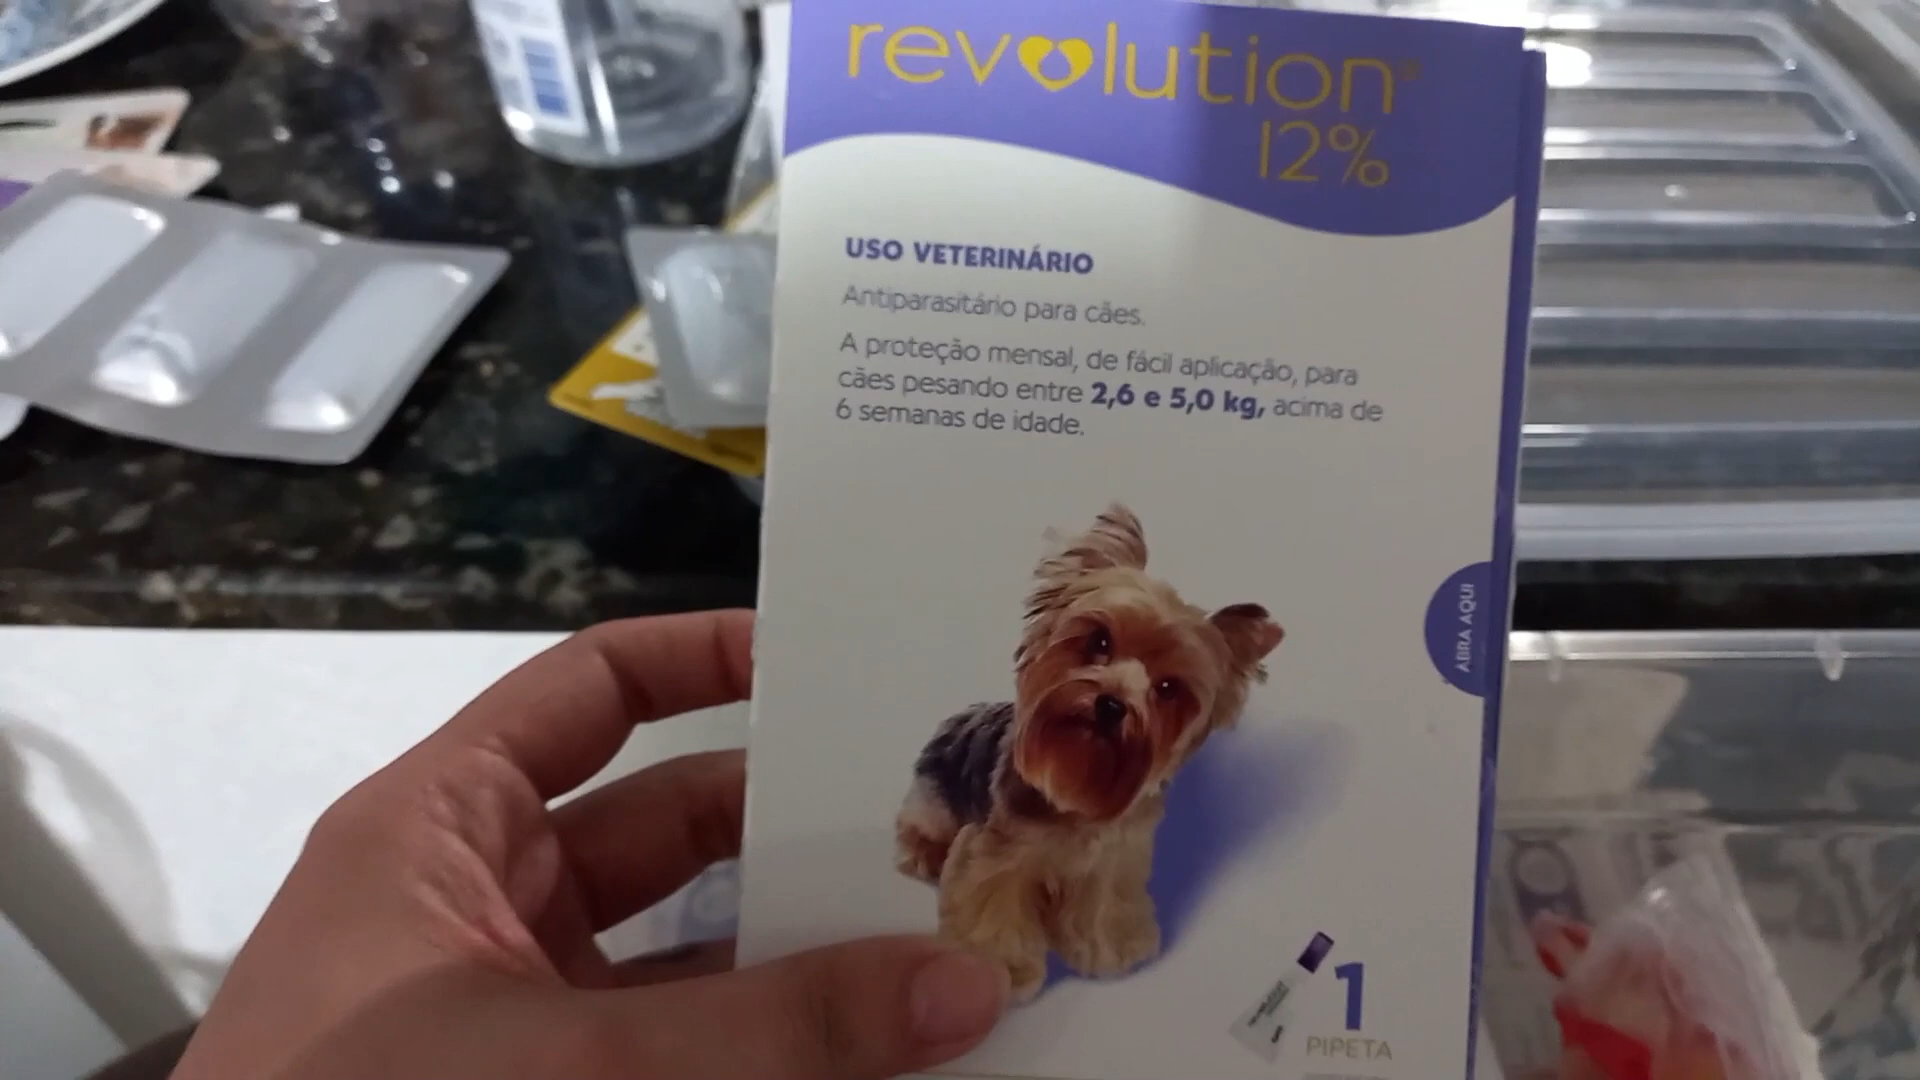 revolution®
12%
USO VETERINÁRIO
Antiparasitário para cães.
A proteção mensal, de fácil aplicação, para
cães pesando entre 2,6 e 5,0 kg, acima de
6 semanas de idade.
ABRA AQUI
1
PIPETA